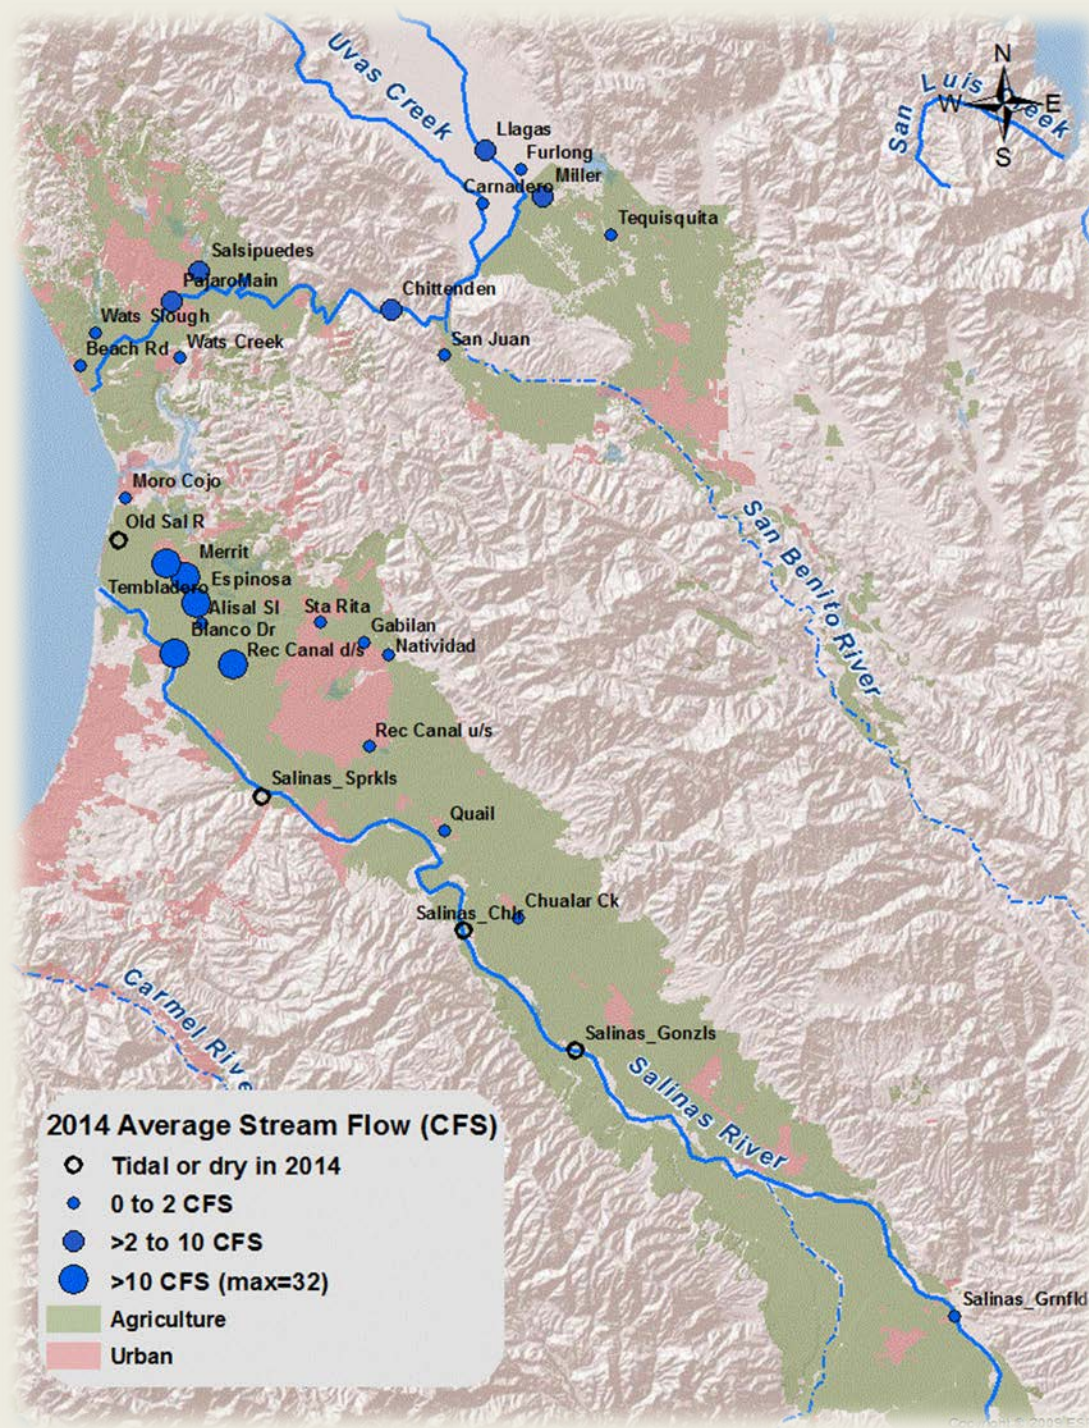 Uvas Creek
N
San Luis Creek
W
E
S
Llagas
Furlong
Miller
Carnadero
Tequisquita
Salsipuedes
PajaroMain
Chittenden
Wats Slough
Wats Creek
Beach Rd
San Juan
Moro Cojo
San Benito River
Old Sal R
Merrit
Espinosa
Tembladero
Alisal Sl
Sta Rita
Blanco Dr
Gabilan
Rec Canal d/s
Natividad
Rec Canal u/s
Salinas_Sprkls
Quail
Chualar Ck
Salinas_Chlr
Carmel River
Salinas_Gonzls
Salinas River
2014 Average Stream Flow (CFS)
Tidal or dry in 2014
0 to 2 CFS
>2 to 10 CFS
>10 CFS (max=32)
Agriculture
Urban
Salinas_Grnfld